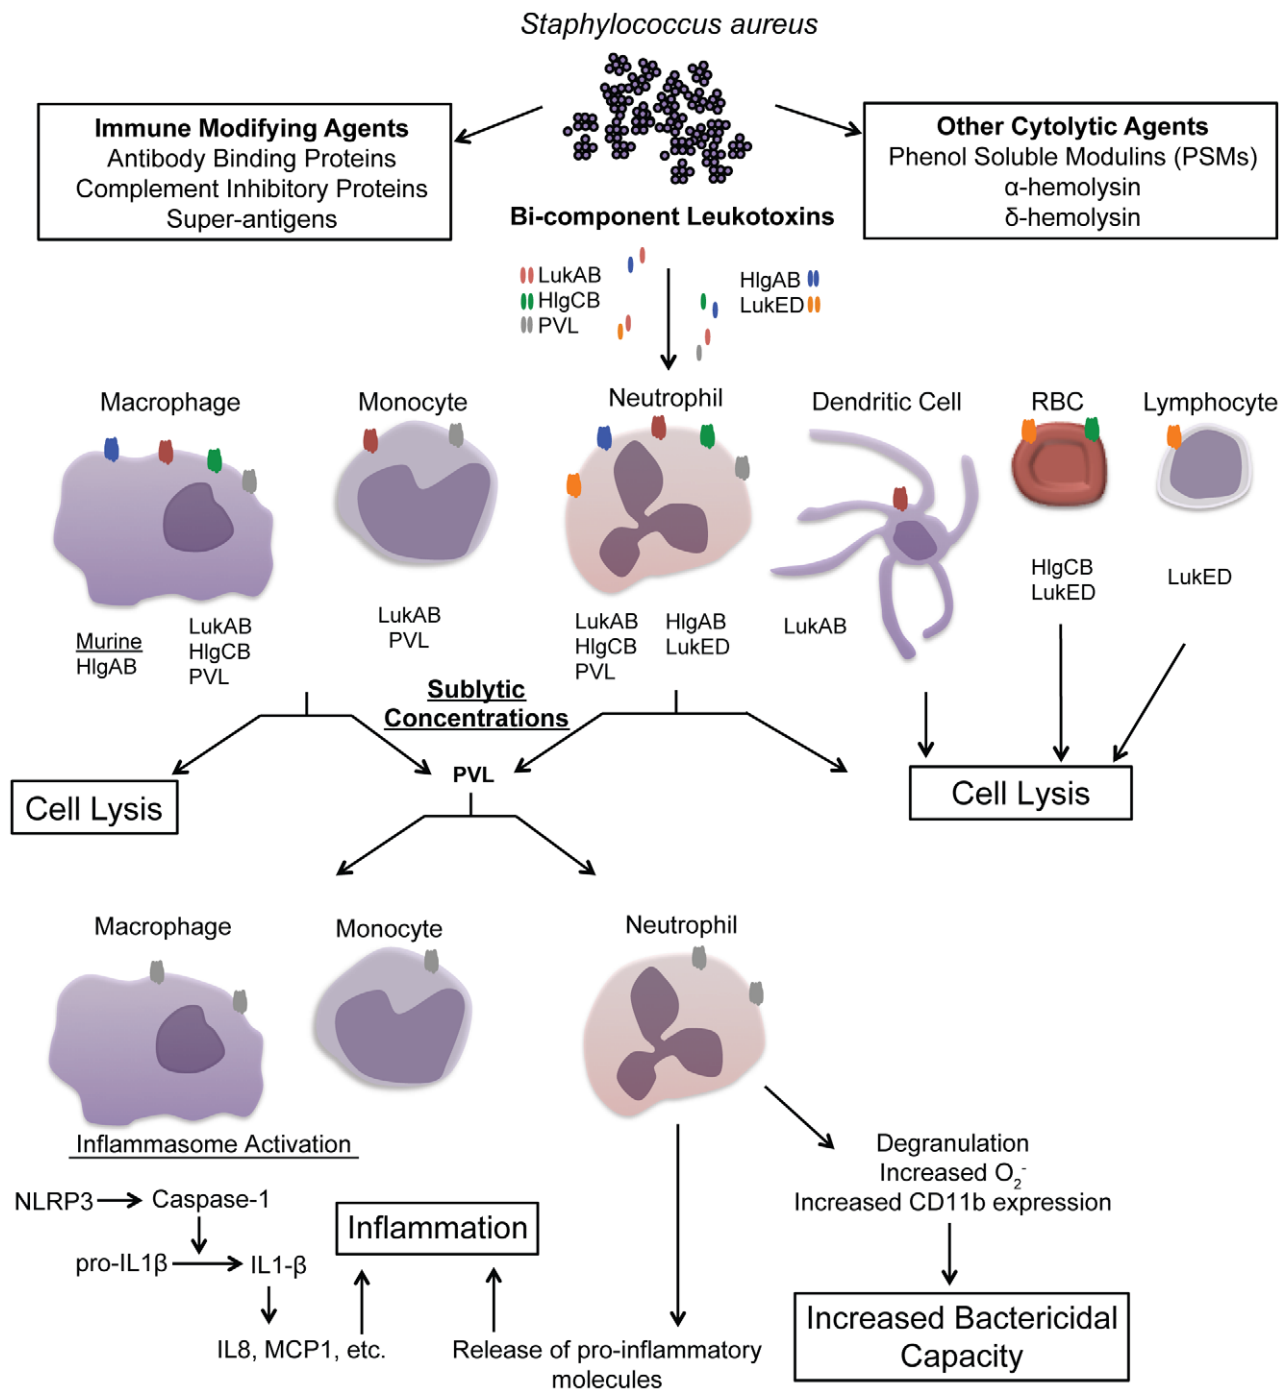 Staphylococcus aureus
Immune Modifying Agents
Antibody Binding Proteins
Complement Inhibitory Proteins
Super-antigens
Other Cytolytic Agents
Phenol Soluble Modulins (PSMs)
α-hemolysin
δ-hemolysin
Bi-component Leukotoxins
LukAB
HlgCB
PVL
HlgAB
LukED
Macrophage
Monocyte
Neutrophil
Dendritic Cell
RBC
Lymphocyte
Murine
HlgAB
LukAB
HlgCB
PVL
LukAB
PVL
LukAB
HlgCB
PVL
HlgAB
LukED
LukAB
HlgCB
LukED
LukED
Sublytic
Concentrations
PVL
Cell Lysis
Cell Lysis
Macrophage
Monocyte
Neutrophil
Inflammasome Activation
NLRP3
Caspase-1
pro-IL1β
IL1-β
IL8, MCP1, etc.
Inflammation
Release of pro-inflammatory
molecules
Degranulation
Increased O₂⁻
Increased CD11b expression
Increased Bactericidal
Capacity